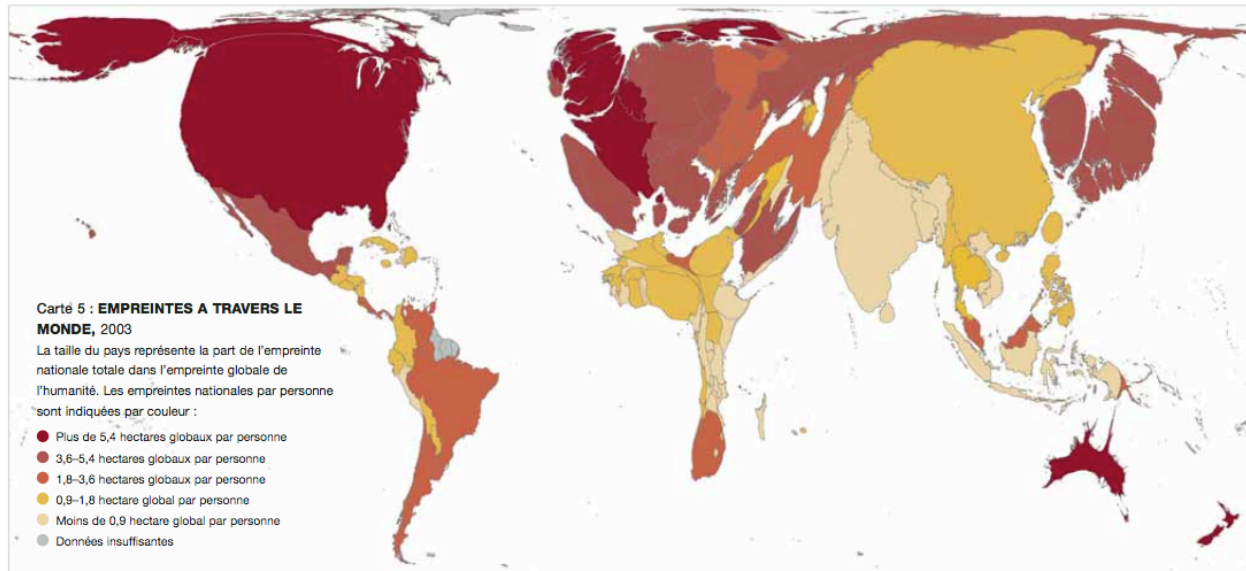 Carte 5 : EMPREINTES A TRAVERS LE
MONDE, 2003
La taille du pays représente la part de l'empreinte
nationale totale dans l'empreinte globale de
l'humanité. Les empreintes nationales par personne
sont indiquées par couleur :
Plus de 5,4 hectares globaux par personne
3,6–5,4 hectares globaux par personne
1,8–3,6 hectares globaux par personne
0,9–1,8 hectare global par personne
Moins de 0,9 hectare global par personne
Données insuffisantes